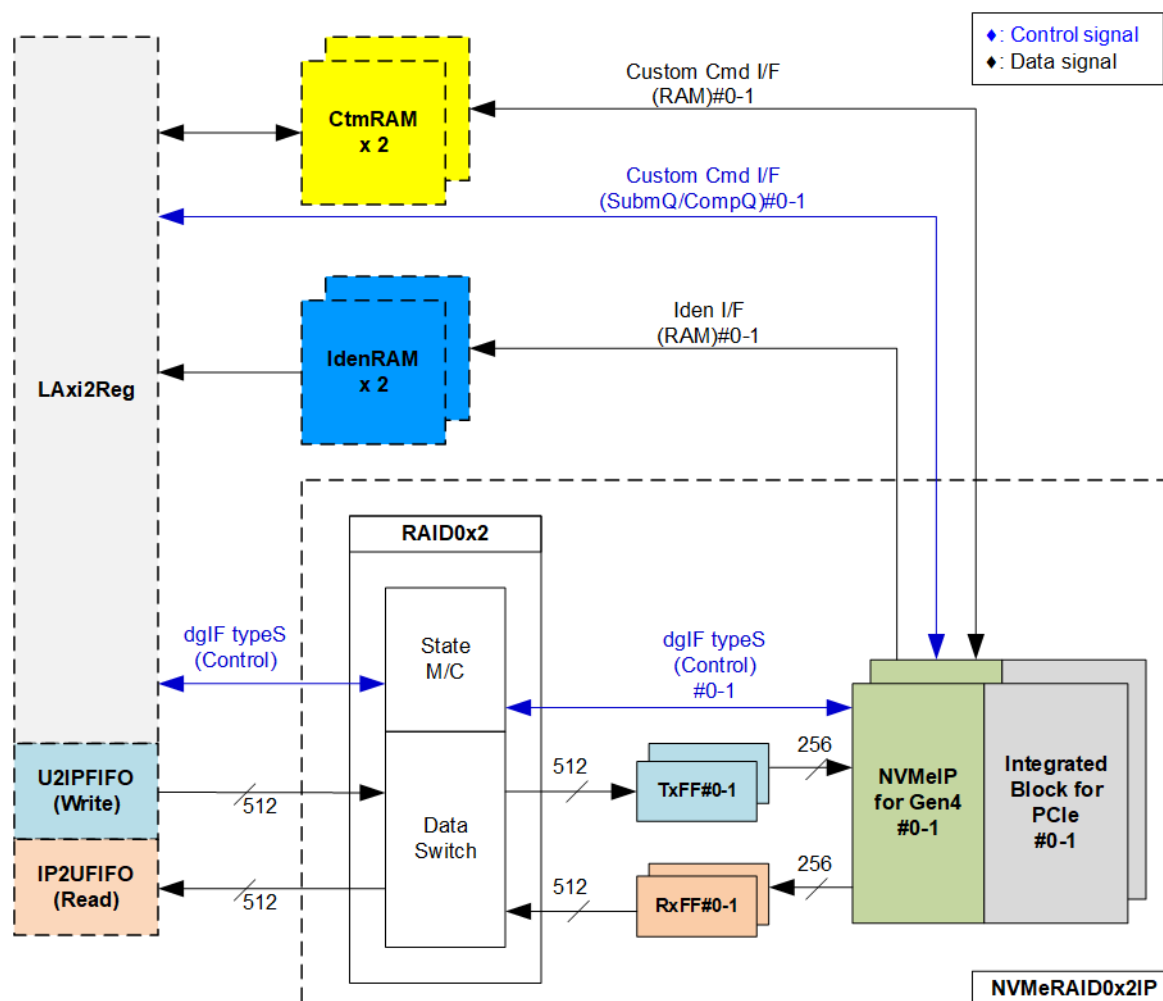 ♦: Control signal
♦: Data signal
Custom Cmd I/F
(RAM)#0-1
CtmRAM
x 2
Custom Cmd I/F
(SubmQ/CompQ)#0-1
Iden I/F
(RAM)#0-1
IdenRAM
x 2
LAxi2Reg
RAID0x2
dgIF typeS
(Control)
State
M/C
dgIF typeS
(Control)
#0-1
U2IPFIFO
(Write)
512
512
TxFF#0-1
256
NVMeIP
for Gen4
#0-1
Integrated
Block for
PCIe
#0-1
Data
Switch
IP2UFIFO
(Read)
512
512
RxFF#0-1
256
NVMeRAID0x2IP